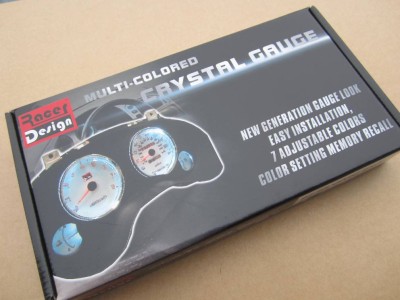 MULTI-COLORED
CRYSTAL GAUGE
Racer
Design
NEW GENERATION GAUGE LOOK
EASY INSTALLATION,
7 ADJUSTABLE COLORS
COLOR SETTING MEMORY RECALL